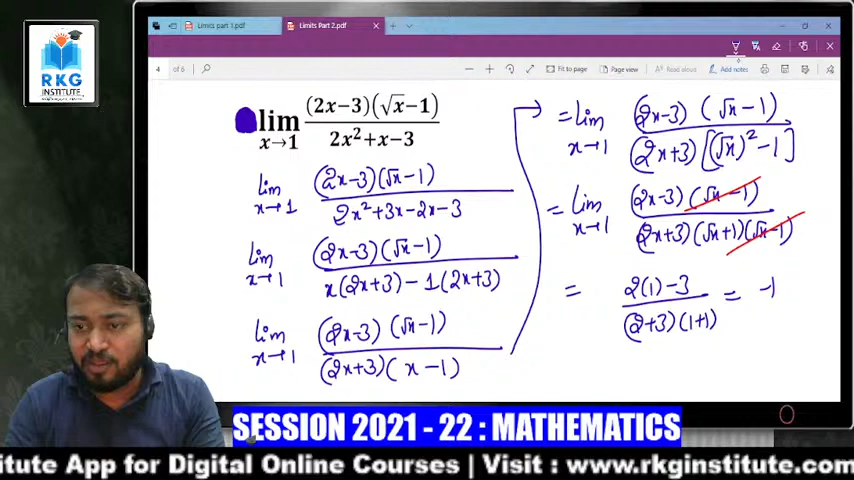 Limits part 1.pdf
Limits Part 2.pdf
RKG
INSTITUTE
4 of 6
Fit to page
Page view
Read aloud
Add notes
lim x→1 (2x−3)(√x−1) / 2x²+x−3
lim x→1 (2x−3)(√x−1) / 2x²+3x−2x−3
lim x→1 (2x−3)(√x−1) / x(2x+3)−1(2x+3)
lim x→1 (2x−3)(√x−1) / (2x+3)(x−1)
= lim x→1 (2x−3)(√x−1) / (2x+3)[(√x)²−1]
= lim x→1 (2x−3)(√x−1) / (2x+3)(√x+1)(√x−1)
= 2(1)−3 / (2+3)(1+1) = −1
SESSION 2021 - 22 : MATHEMATICS
itute App for Digital Online Courses | Visit : www.rkginstitute.com